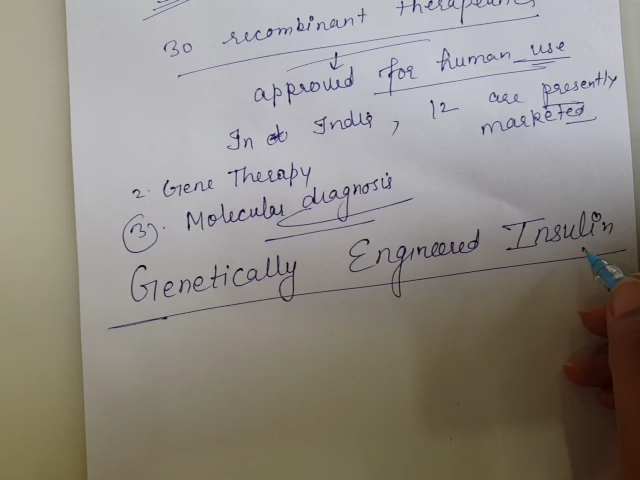 30 recombinant therapeutics
approved for human use
In India, 12 are presently
marketed
2. Gene Therapy
3. Molecular diagnosis
Genetically Engineered Insulin